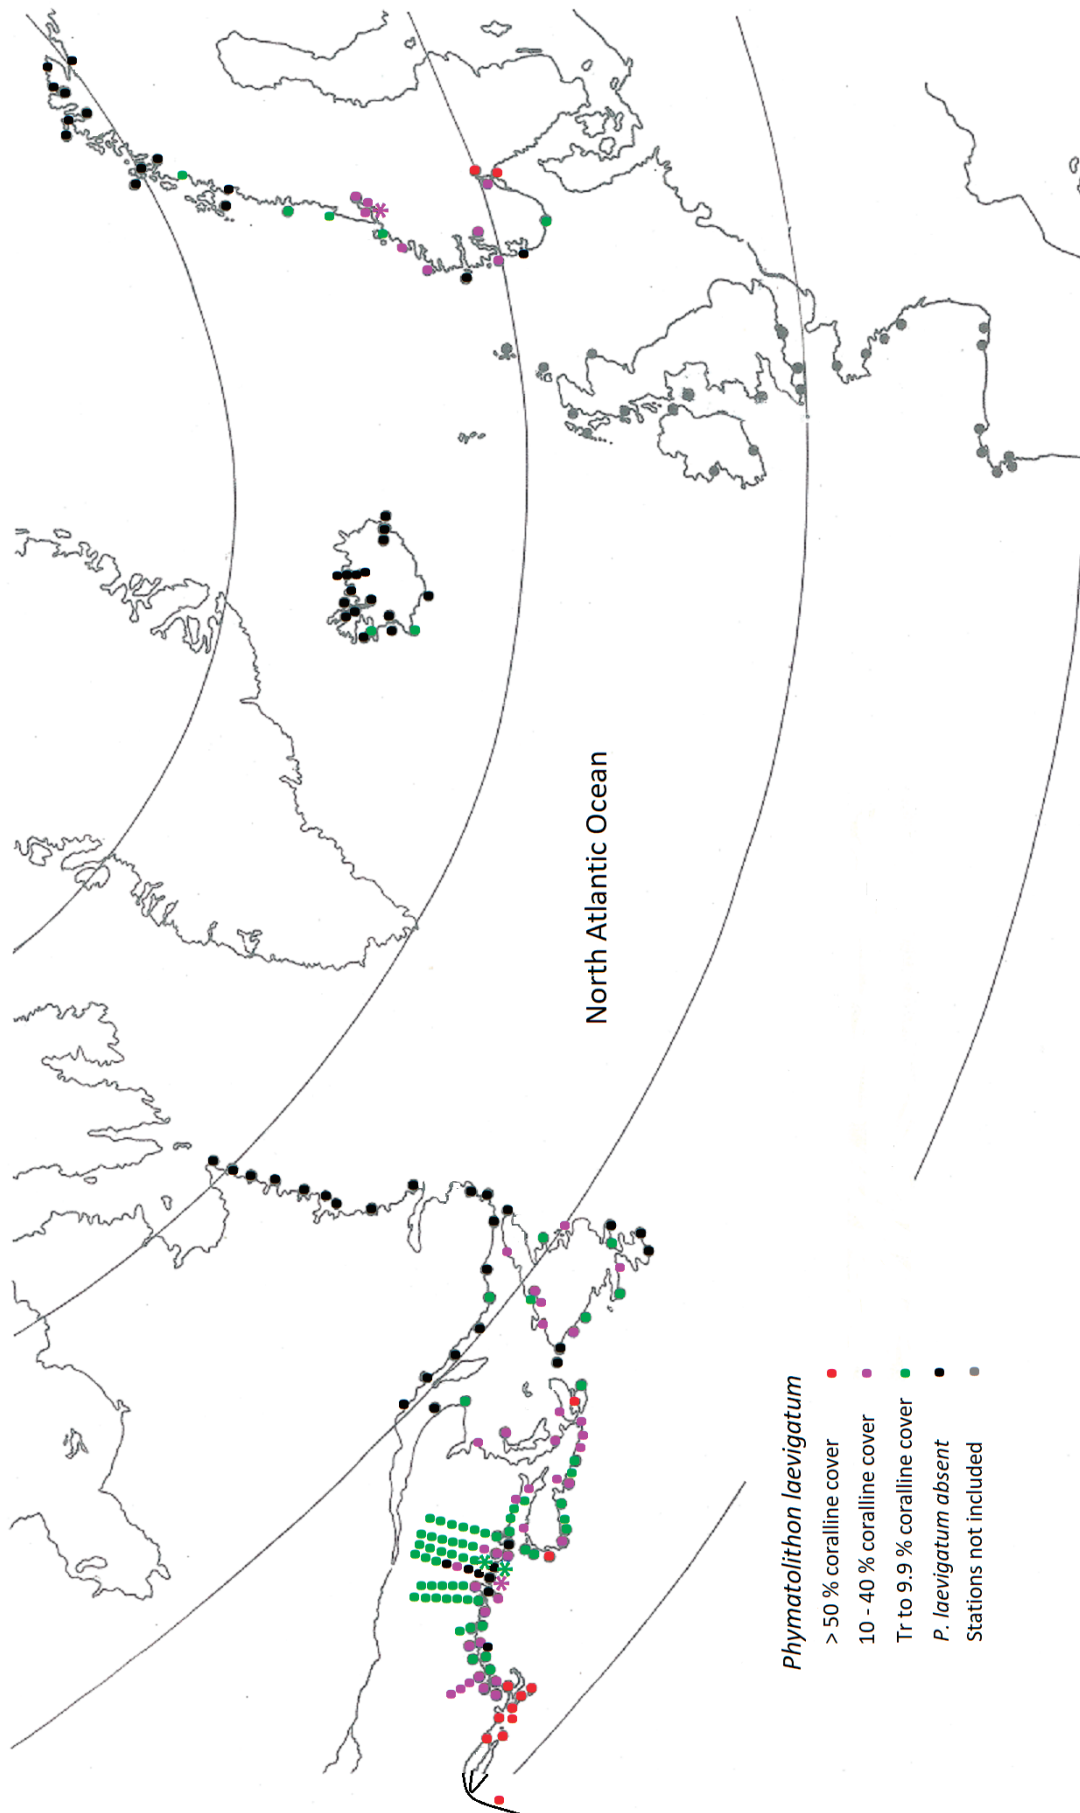 North Atlantic Ocean
Phymatolithon laevigatum
> 50 % coralline cover
10 - 40 % coralline cover
Tr to 9.9 % coralline cover
P. laevigatum absent
Stations not included